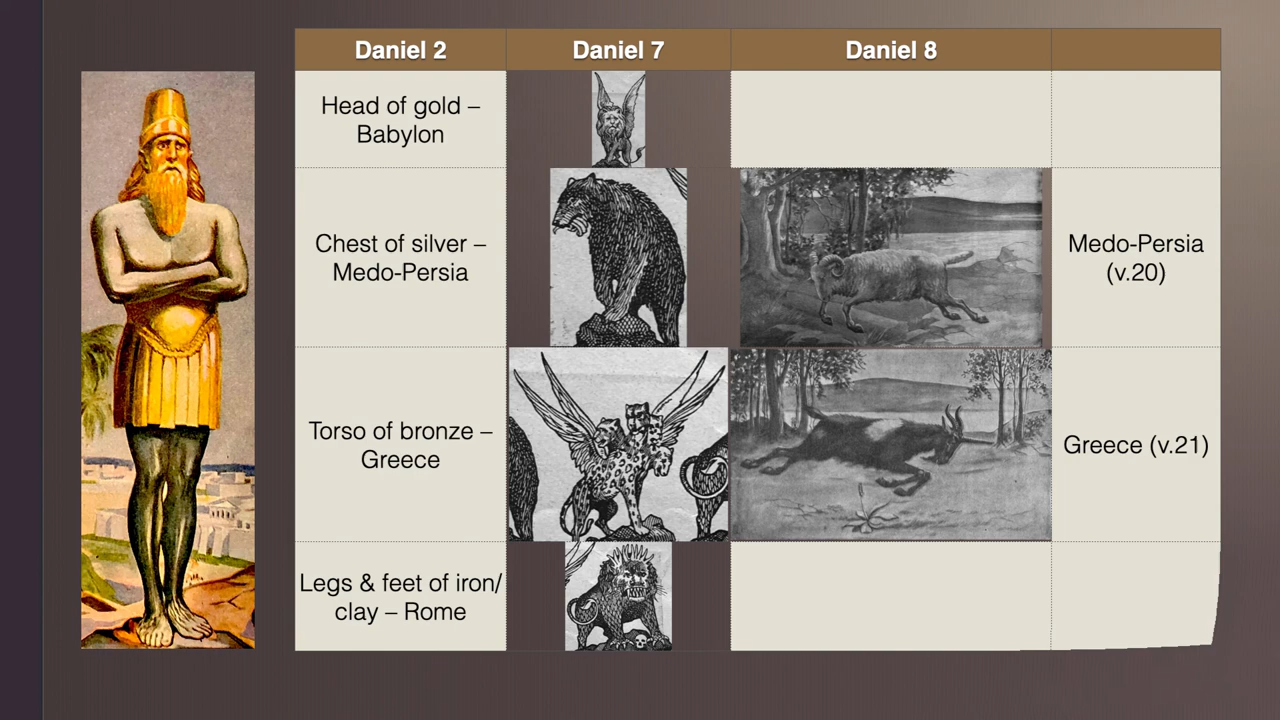 Daniel 2
Daniel 7
Daniel 8
Head of gold –
Babylon
Chest of silver –
Medo-Persia
Medo-Persia
(v.20)
Torso of bronze –
Greece
Greece (v.21)
Legs & feet of iron/
clay – Rome